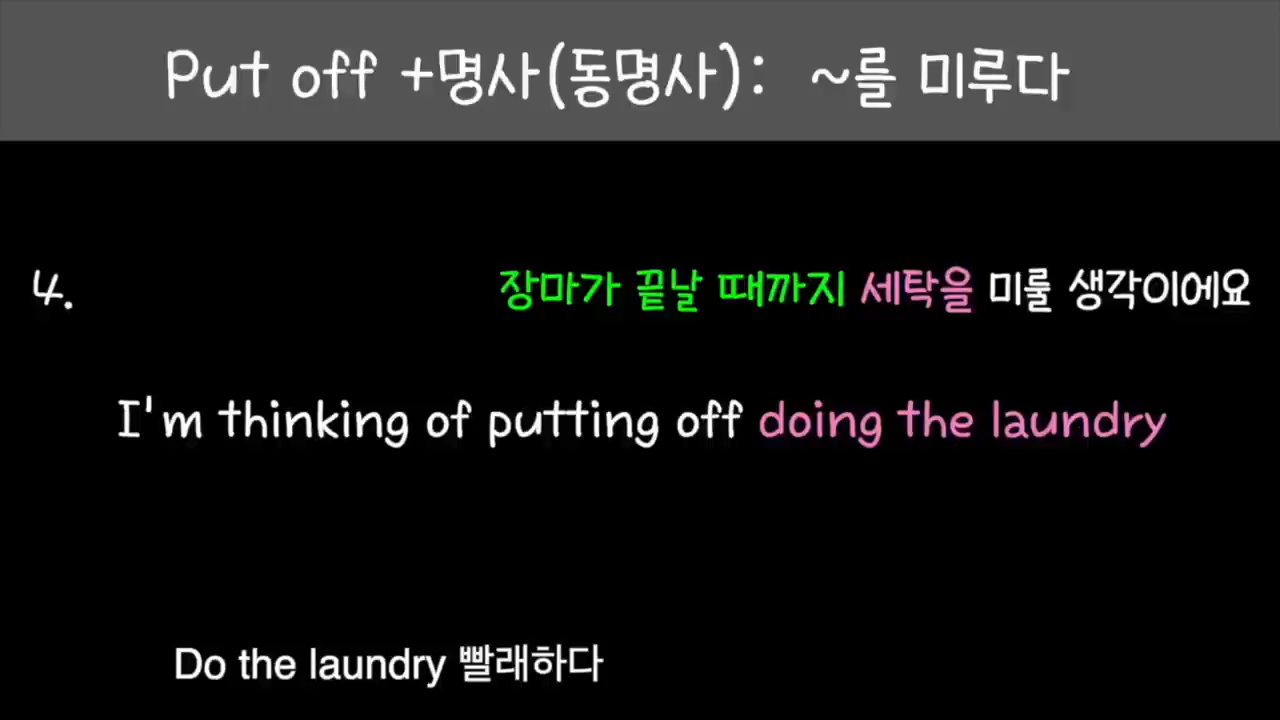 Put off +명사(동명사): ~를 미루다
4. 장마가 끝날 때까지 세탁을 미룰 생각이에요
I'm thinking of putting off doing the laundry
Do the laundry 빨래하다